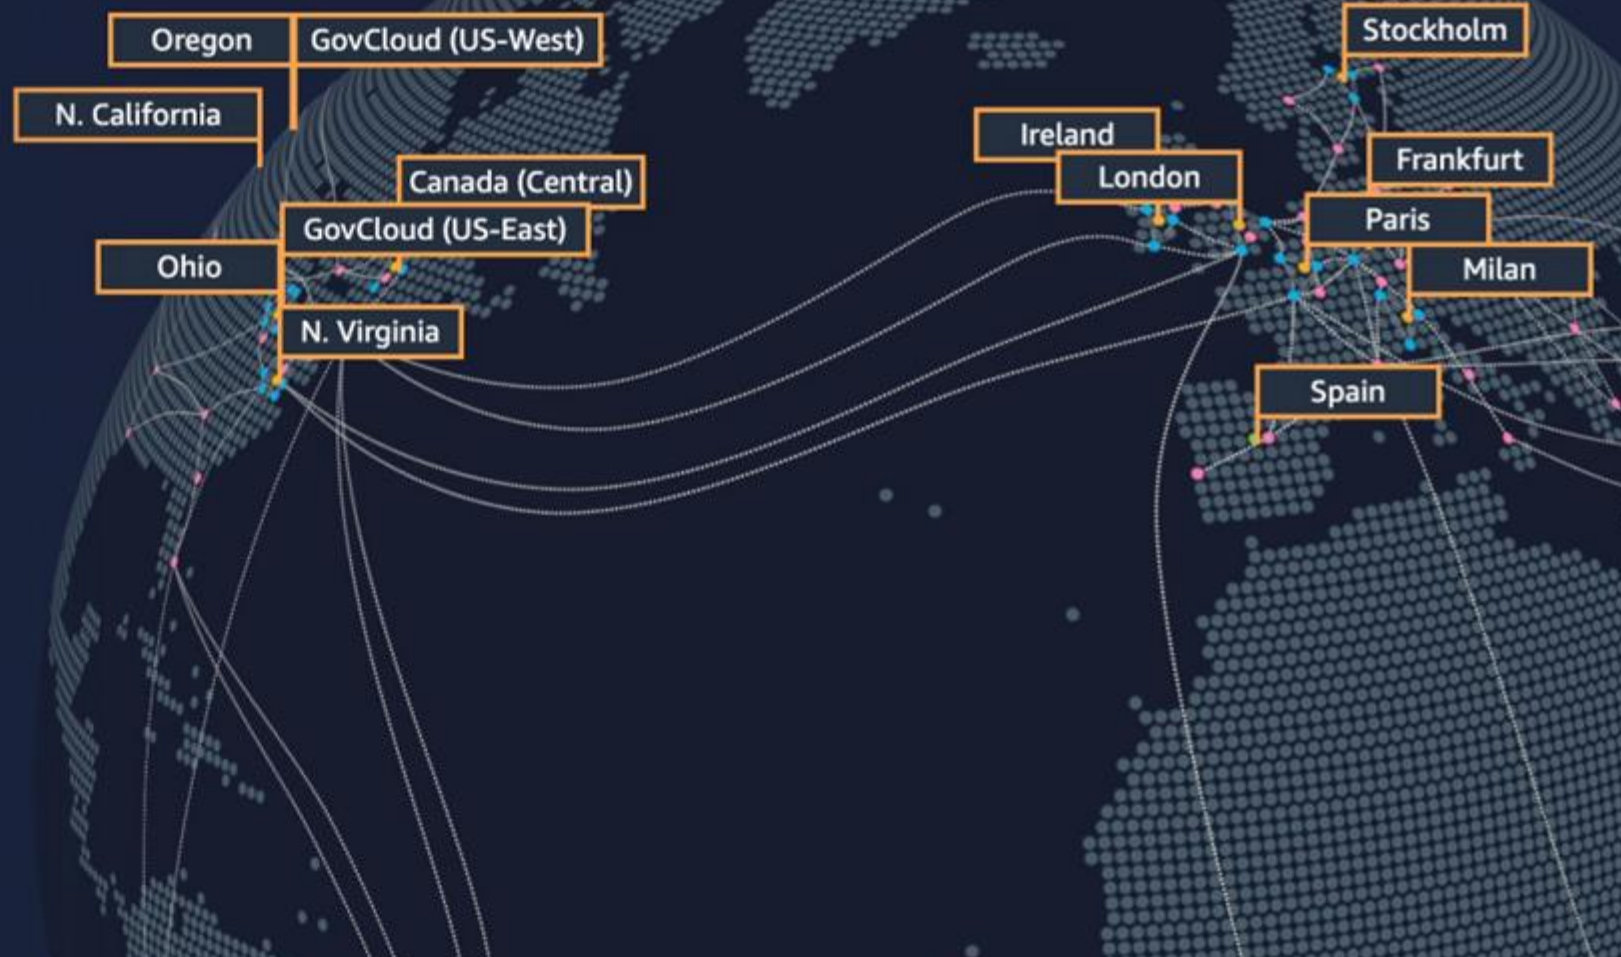 Oregon
GovCloud (US-West)
N. California
Canada (Central)
GovCloud (US-East)
Ohio
N. Virginia
Stockholm
Ireland
London
Frankfurt
Paris
Milan
Spain